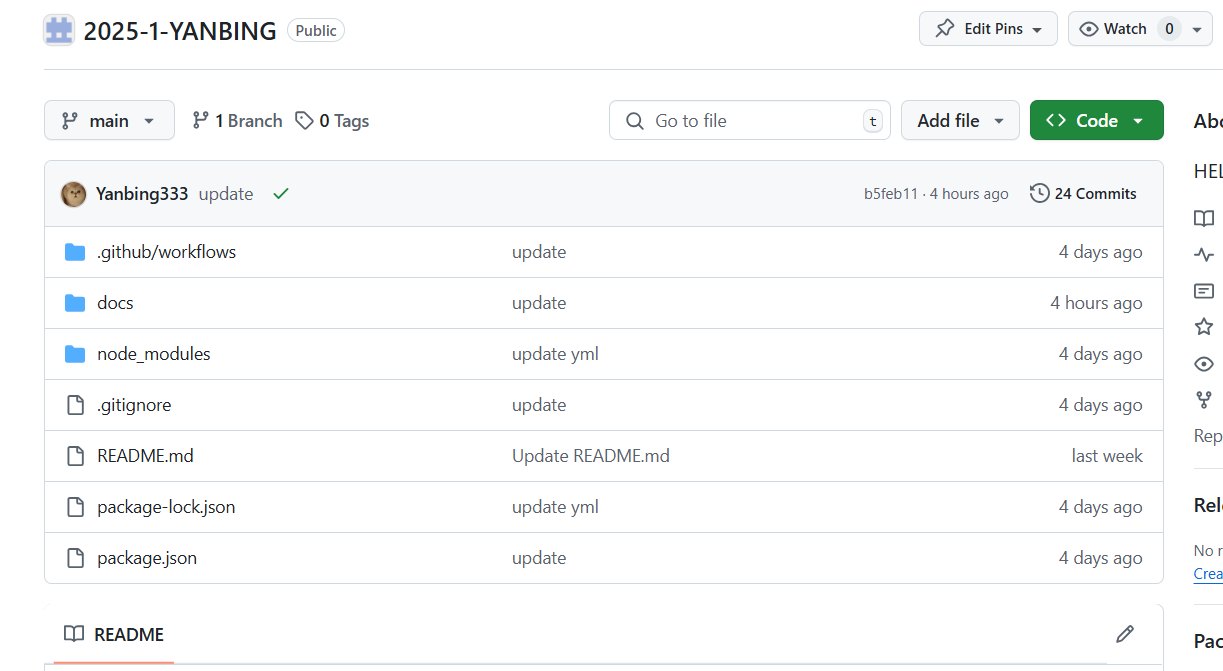 2025-1-YANBING Public Edit Pins Watch 0
main 1 Branch 0 Tags Go to file t Add file Code
Abo
HEL
Yanbing333 update b5feb11 · 4 hours ago 24 Commits
.github/workflows update 4 days ago
docs update 4 hours ago
node_modules update yml 4 days ago
.gitignore update 4 days ago
Rep
README.md Update README.md last week
package-lock.json update yml 4 days ago
Rele
No r
package.json update 4 days ago
Crea
README
Pac